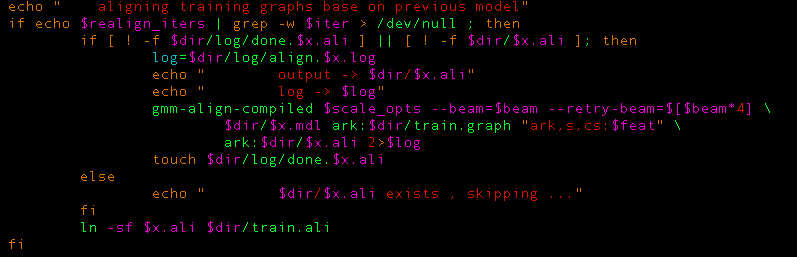 echo "    aligning training graphs base on previous model"
if echo $realign_iters | grep -w $iter > /dev/null ; then
        if [ ! -f $dir/log/done.$x.ali ] || [ ! -f $dir/$x.ali ]; then
                log=$dir/log/align.$x.log
                echo "        output -> $dir/$x.ali"
                echo "        log -> $log"
                gmm-align-compiled $scale_opts --beam=$beam --retry-beam=$[$beam*4] \
                        $dir/$x.mdl ark:$dir/train.graph "ark,s,cs:$feat" \
                        ark:$dir/$x.ali 2>$log
                touch $dir/log/done.$x.ali
        else
                echo "        $dir/$x.ali exists , skipping ..."
        fi
        ln -sf $x.ali $dir/train.ali
fi